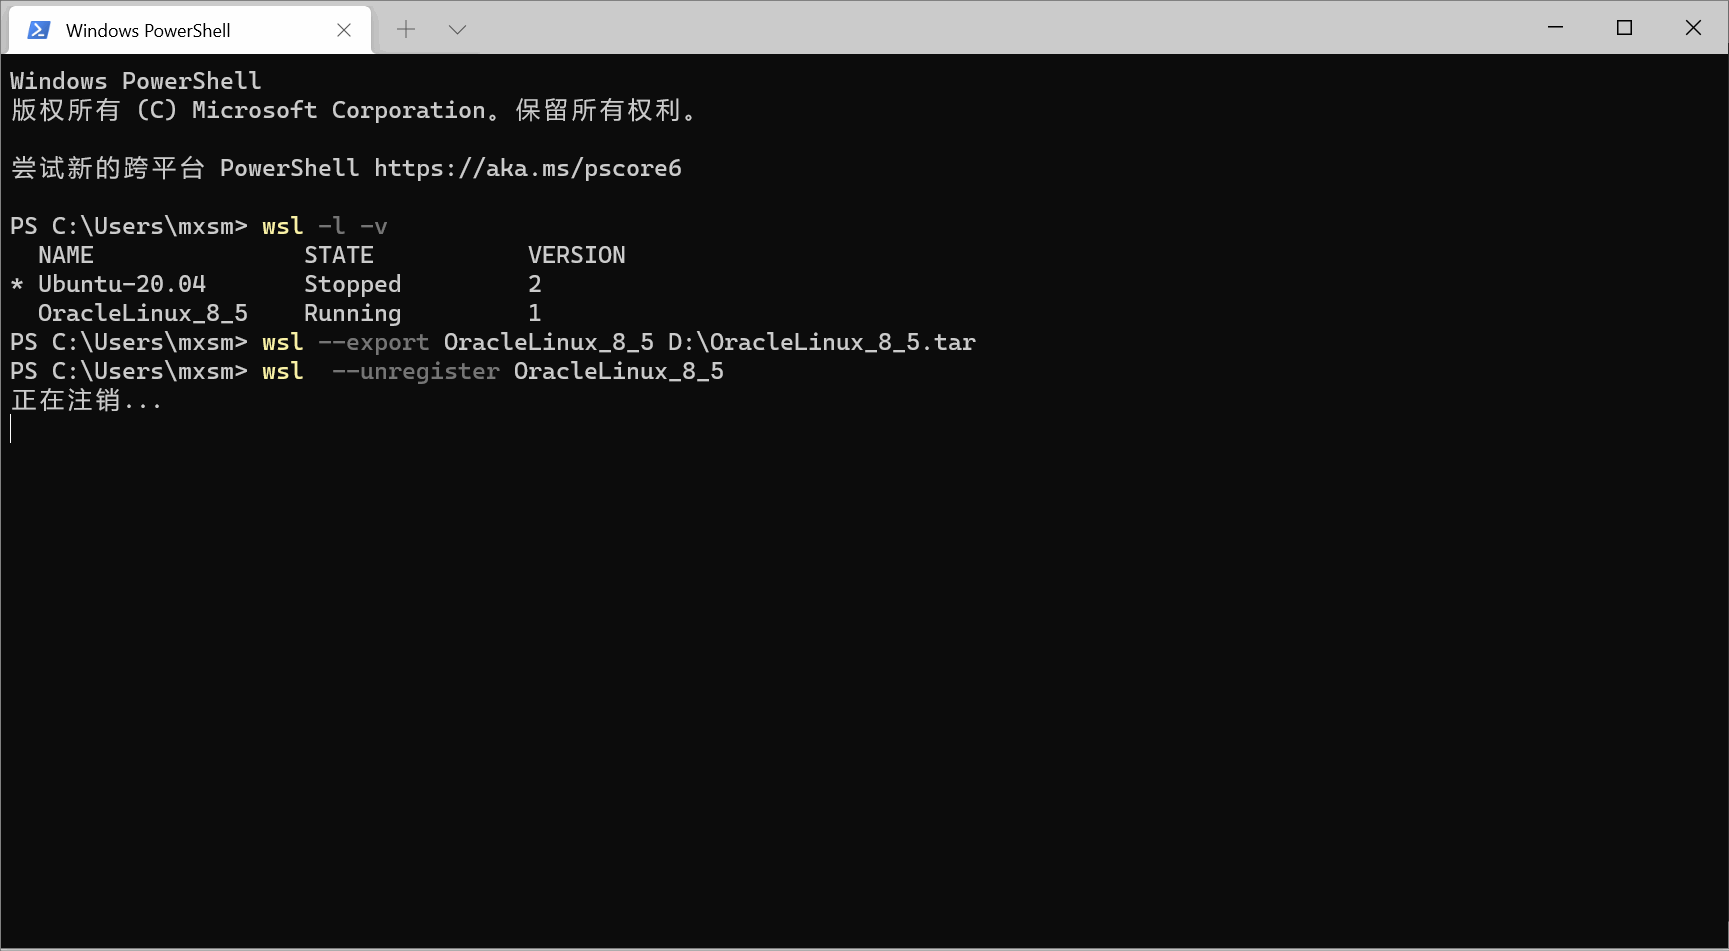 Windows PowerShell
Windows PowerShell
版权所有 (C) Microsoft Corporation。保留所有权利。
尝试新的跨平台 PowerShell https://aka.ms/pscore6
PS C:\Users\mxsm> wsl -l -v
  NAME               STATE           VERSION
* Ubuntu-20.04       Stopped         2
  OracleLinux_8_5    Running         1
PS C:\Users\mxsm> wsl --export OracleLinux_8_5 D:\OracleLinux_8_5.tar
PS C:\Users\mxsm> wsl  --unregister OracleLinux_8_5
正在注销...